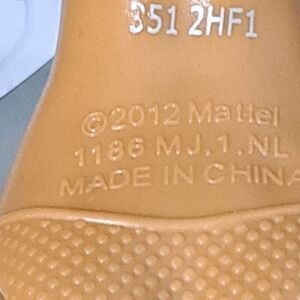 351 2HF1
©2012 Mattel
1186 MJ,1,NL
MADE IN CHINA